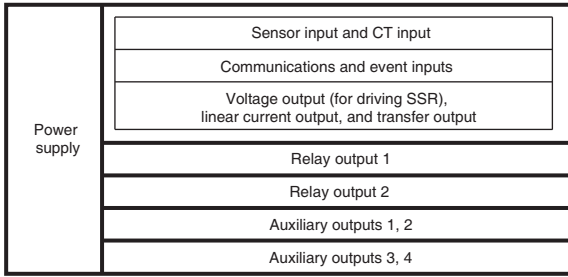 Power
supply
Sensor input and CT input
Communications and event inputs
Voltage output (for driving SSR),
linear current output, and transfer output
Relay output 1
Relay output 2
Auxiliary outputs 1, 2
Auxiliary outputs 3, 4